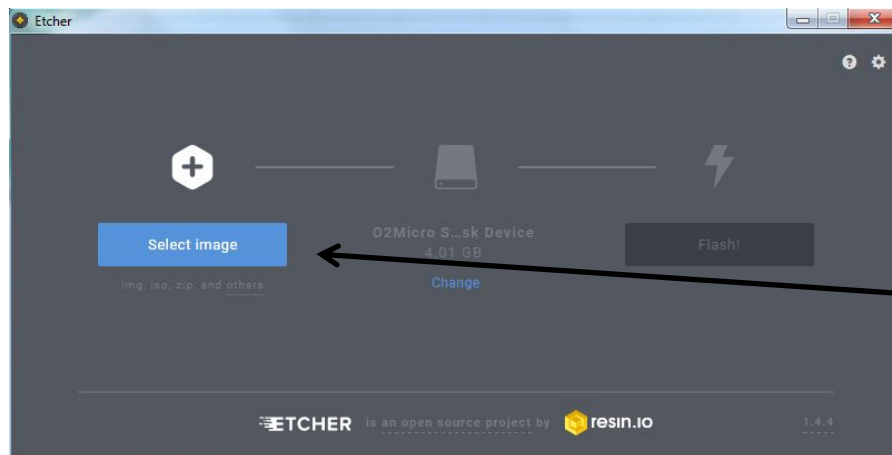 Etcher
Select image
img, iso, zip, and others
O2Micro S...sk Device
4.01 GB
Change
Flash!
ETCHER is an open source project by resin.io
1.4.4